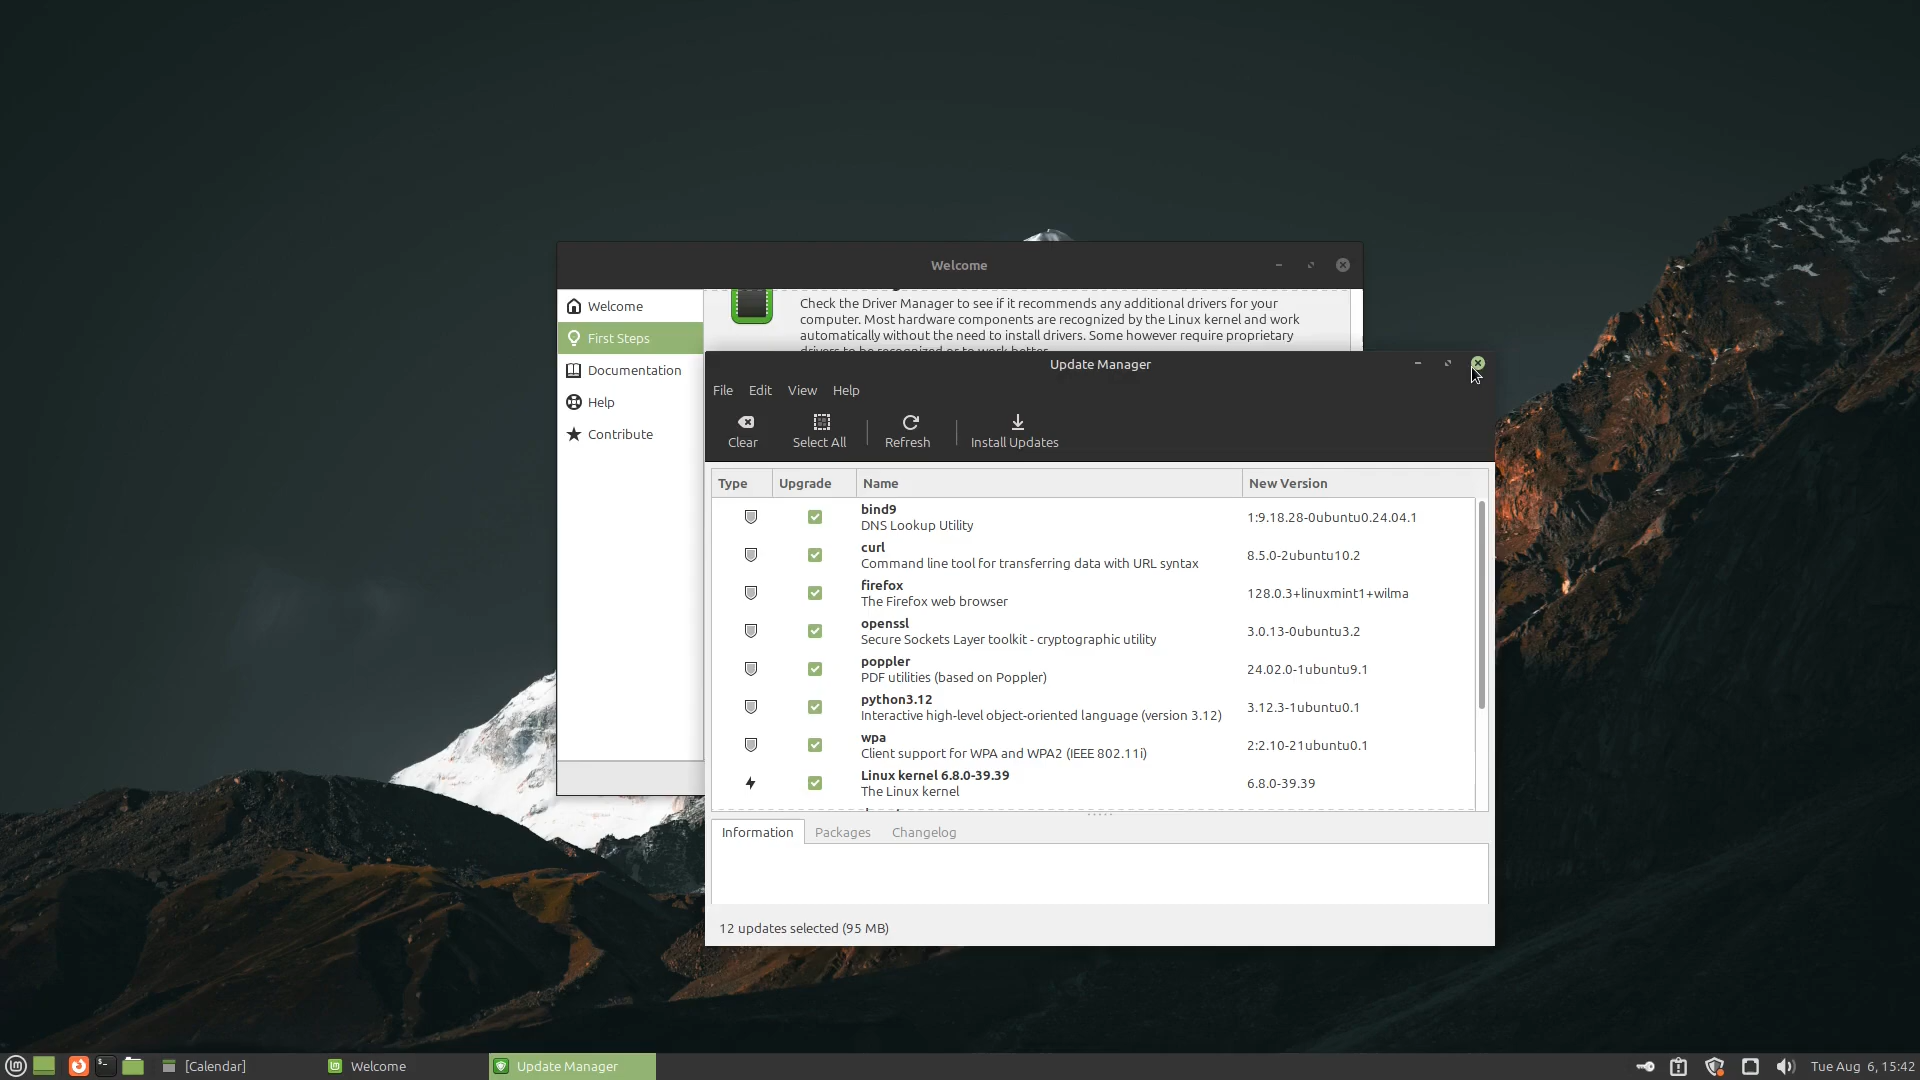 Welcome
Welcome
First Steps
Documentation
Help
Contribute
Check the Driver Manager to see if it recommends any additional drivers for your
computer. Most hardware components are recognized by the Linux kernel and work
automatically without the need to install drivers. Some however require proprietary
drivers to be recognized or to work better.
Update Manager
File Edit View Help
Clear Select All Refresh Install Updates
Type Upgrade Name New Version
bind9
DNS Lookup Utility
1:9.18.28-0ubuntu0.24.04.1
curl
Command line tool for transferring data with URL syntax
8.5.0-2ubuntu10.2
firefox
The Firefox web browser
128.0.3+linuxmint1+wilma
openssl
Secure Sockets Layer toolkit - cryptographic utility
3.0.13-0ubuntu3.2
poppler
PDF utilities (based on Poppler)
24.02.0-1ubuntu9.1
python3.12
Interactive high-level object-oriented language (version 3.12)
3.12.3-1ubuntu0.1
wpa
Client support for WPA and WPA2 (IEEE 802.11i)
2:2.10-21ubuntu0.1
Linux kernel 6.8.0-39.39
The Linux kernel
6.8.0-39.39
Information Packages Changelog
12 updates selected (95 MB)
[Calendar] Welcome Update Manager Tue Aug 6, 15:42